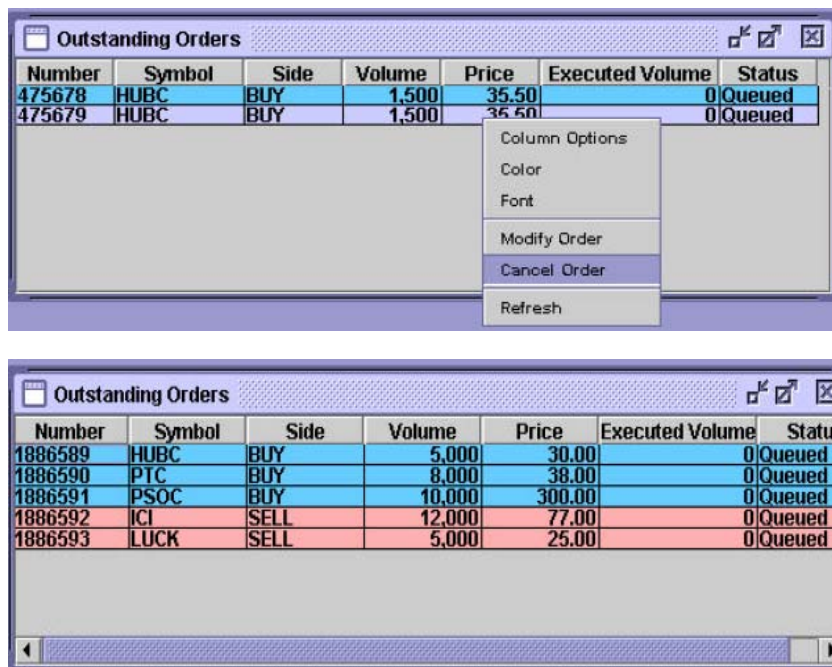 Outstanding Orders
Number Symbol Side Volume Price Executed Volume Status
475678 HUBC BUY 1,500 35.50 0 Queued
475679 HUBC BUY 1,500 35.50 0 Queued
Column Options
Color
Font
Modify Order
Cancel Order
Refresh
Outstanding Orders
Number Symbol Side Volume Price Executed Volume Statu
1886589 HUBC BUY 5,000 30.00 0 Queued
1886590 PTC BUY 8,000 38.00 0 Queued
1886591 PSOC BUY 10,000 300.00 0 Queued
1886592 ICI SELL 12,000 77.00 0 Queued
1886593 LUCK SELL 5,000 25.00 0 Queued